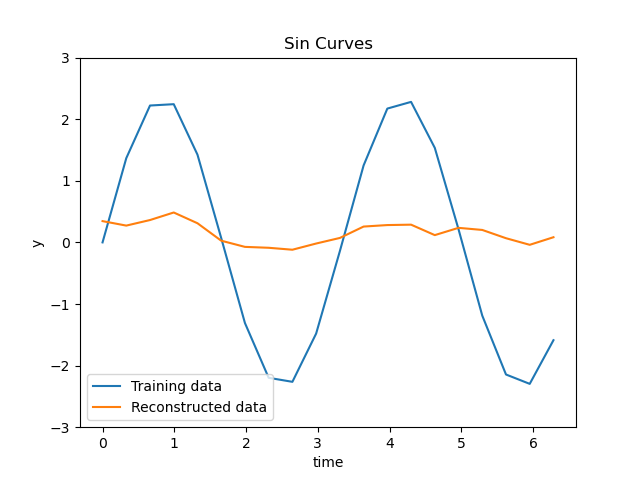 Sin Curves
3
2
1
0
−1
−2
−3
y
Training data
Reconstructed data
0 1 2 3 4 5 6
time